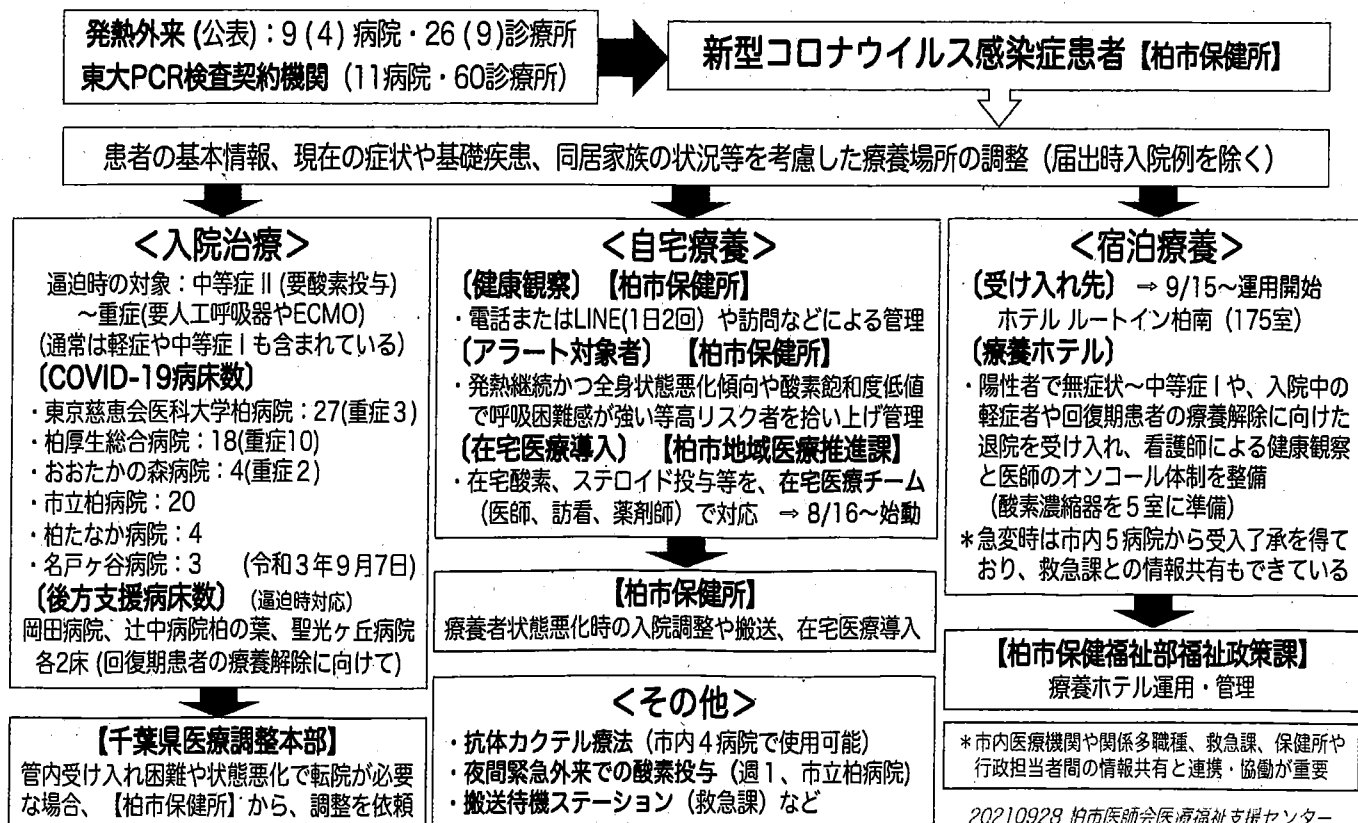 発熱外来(公表):9(4)病院・26(9)診療所
東大PCR検査契約機関(11病院・60診療所)
新型コロナウイルス感染症患者【柏市保健所】
患者の基本情報、現在の症状や基礎疾患、同居家族の状況等を考慮した療養場所の調整(届出時入院例を除く)
<入院治療>
逼迫時の対象:中等症Ⅱ(要酸素投与)
~重症(要人工呼吸器やECMO)
(通常は軽症や中等症Ⅰも含まれている)
〔COVID-19病床数〕
・東京慈恵会医科大学柏病院:27(重症3)
・柏厚生総合病院:18(重症10)
・おおたかの森病院:4(重症2)
・市立柏病院:20
・柏たなか病院:4
・名戸ヶ谷病院:3 (令和3年9月7日)
〔後方支援病床数〕(逼迫時対応)
岡田病院、辻中病院柏の葉、聖光ヶ丘病院
各2床(回復期患者の療養解除に向けて)
【千葉県医療調整本部】
管内受け入れ困難や状態悪化で転院が必要
な場合、【柏市保健所】から、調整を依頼
<自宅療養>
〔健康観察〕【柏市保健所】
・電話またはLINE(1日2回)や訪問などによる管理
〔アラート対象者〕【柏市保健所】
・発熱継続かつ全身状態悪化傾向や酸素飽和度低値
で呼吸困難感が強い等高リスク者を拾い上げ管理
〔在宅医療導入〕【柏市地域医療推進課】
・在宅酸素、ステロイド投与等を、在宅医療チーム
(医師、訪看、薬剤師)で対応 ⇒ 8/16~始動
【柏市保健所】
療養者状態悪化時の入院調整や搬送、在宅医療導入
<その他>
・抗体カクテル療法(市内4病院で使用可能)
・夜間緊急外来での酸素投与(週1、市立柏病院)
・搬送待機ステーション(救急課)など
<宿泊療養>
〔受け入れ先〕⇒ 9/15~運用開始
ホテル ルートイン柏南(175室)
〔療養ホテル〕
・陽性者で無症状~中等症Ⅰや、入院中の
軽症者や回復期患者の療養解除に向けた
退院を受け入れ、看護師による健康観察
と医師のオンコール体制を整備
(酸素濃縮器を5室に準備)
*急変時は市内5病院から受入了承を得て
おり、救急課との情報共有もできている
【柏市保健福祉部福祉政策課】
療養ホテル運用・管理
*市内医療機関や関係多職種、救急課、保健所や
行政担当者間の情報共有と連携・協働が重要
20210928 柏市医師会医療福祉支援センター